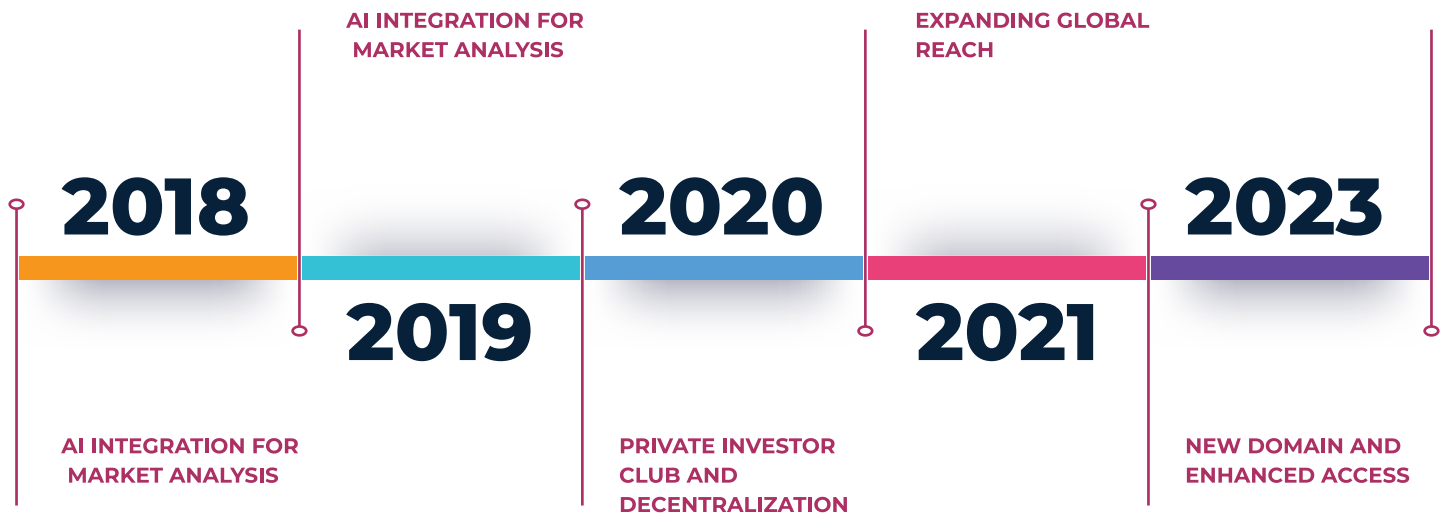 AI INTEGRATION FOR
MARKET ANALYSIS
EXPANDING GLOBAL
REACH
2018
2020
2023
2019
2021
AI INTEGRATION FOR
MARKET ANALYSIS
PRIVATE INVESTOR
CLUB AND
DECENTRALIZATION
NEW DOMAIN AND
ENHANCED ACCESS